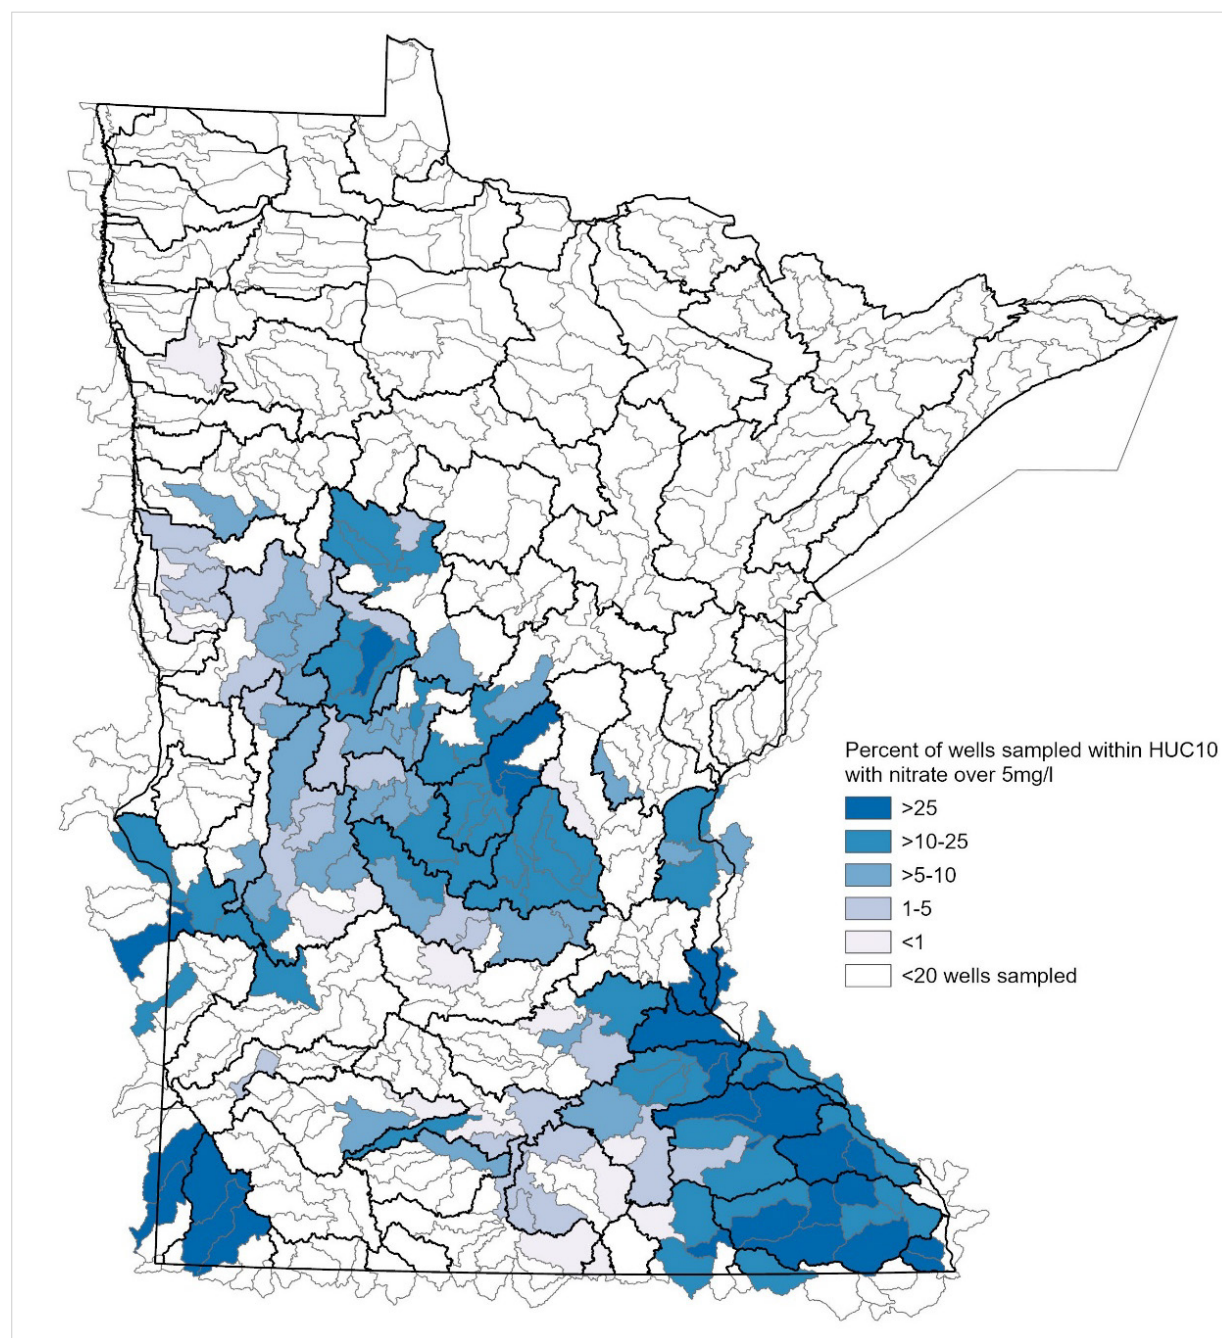 Percent of wells sampled within HUC10
with nitrate over 5mg/l
>25
>10-25
>5-10
1-5
<1
<20 wells sampled